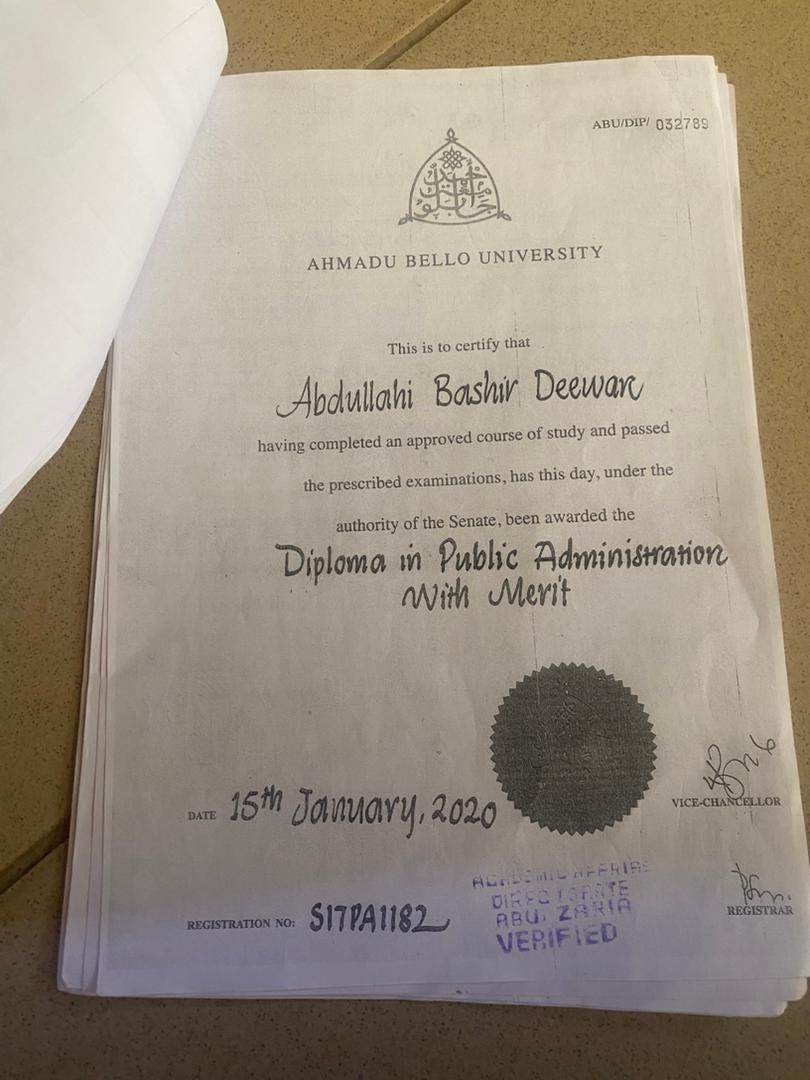 ABU/DIP/ 032789
AHMADU BELLO UNIVERSITY
This is to certify that
Abdullahi Bashir Deewan
having completed an approved course of study and passed
the prescribed examinations, has this day, under the
authority of the Senate, been awarded the
Diploma in Public Administration
With Merit
DATE 15th January, 2020
VICE-CHANCELLOR
ACADEMIC AFFAIRS
DIRECTORATE
ABU, ZARIA
VERIFIED
REGISTRAR
REGISTRATION NO: S17PA1182